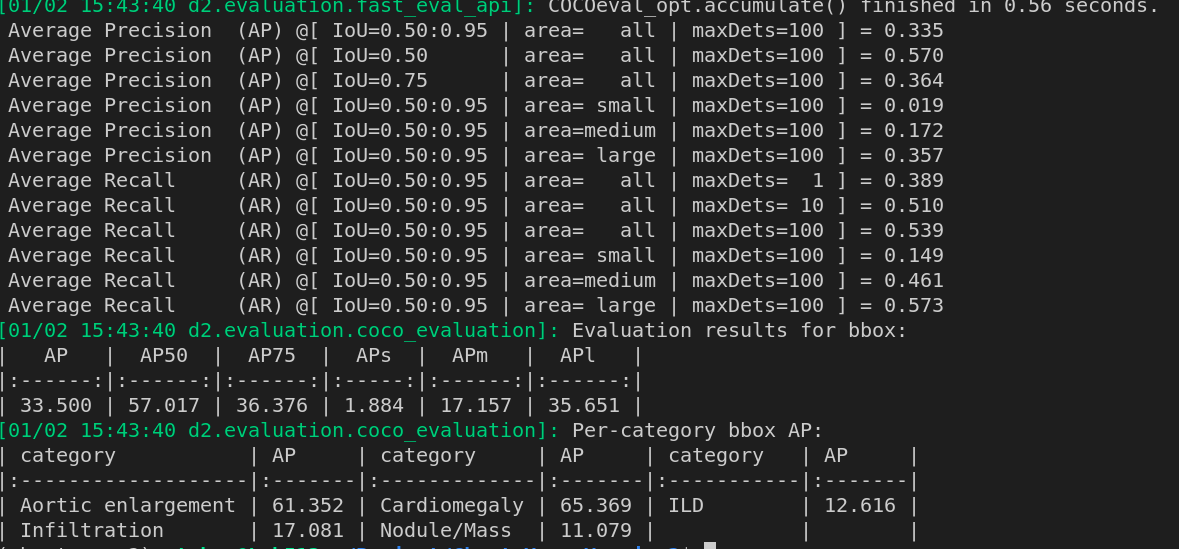 [01/02 15:43:40 d2.evaluation.fast_eval_api]: COCOeval_opt.accumulate() finished in 0.56 seconds.
 Average Precision  (AP) @[ IoU=0.50:0.95 | area=   all | maxDets=100 ] = 0.335
 Average Precision  (AP) @[ IoU=0.50      | area=   all | maxDets=100 ] = 0.570
 Average Precision  (AP) @[ IoU=0.75      | area=   all | maxDets=100 ] = 0.364
 Average Precision  (AP) @[ IoU=0.50:0.95 | area= small | maxDets=100 ] = 0.019
 Average Precision  (AP) @[ IoU=0.50:0.95 | area=medium | maxDets=100 ] = 0.172
 Average Precision  (AP) @[ IoU=0.50:0.95 | area= large | maxDets=100 ] = 0.357
 Average Recall     (AR) @[ IoU=0.50:0.95 | area=   all | maxDets=  1 ] = 0.389
 Average Recall     (AR) @[ IoU=0.50:0.95 | area=   all | maxDets= 10 ] = 0.510
 Average Recall     (AR) @[ IoU=0.50:0.95 | area=   all | maxDets=100 ] = 0.539
 Average Recall     (AR) @[ IoU=0.50:0.95 | area= small | maxDets=100 ] = 0.149
 Average Recall     (AR) @[ IoU=0.50:0.95 | area=medium | maxDets=100 ] = 0.461
 Average Recall     (AR) @[ IoU=0.50:0.95 | area= large | maxDets=100 ] = 0.573
[01/02 15:43:40 d2.evaluation.coco_evaluation]: Evaluation results for bbox:
|   AP   |  AP50  |  AP75  |  APs  |  APm   |  APl   |
|:------:|:------:|:------:|:-----:|:------:|:------:|
| 33.500 | 57.017 | 36.376 | 1.884 | 17.157 | 35.651 |
[01/02 15:43:40 d2.evaluation.coco_evaluation]: Per-category bbox AP:
| category           | AP     | category     | AP     | category   | AP     |
|:-------------------|:-------|:-------------|:-------|:-----------|:-------|
| Aortic enlargement | 61.352 | Cardiomegaly | 65.369 | ILD        | 12.616 |
| Infiltration       | 17.081 | Nodule/Mass  | 11.079 |            |        |